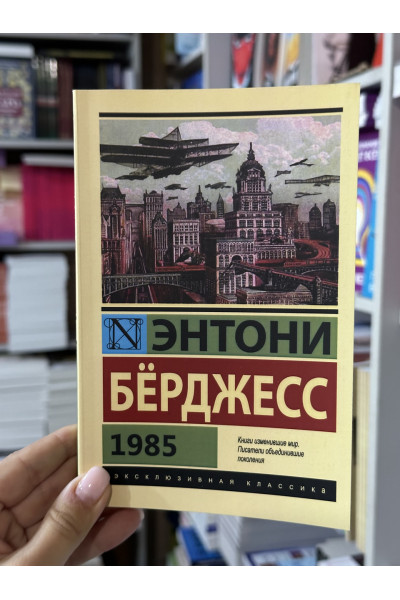 ЭНТОНИ
БЁРДЖЕСС
1985
Книги изменившие мир.
Писатели объединившие
поколения
ЭКСКЛЮЗИВНАЯ КЛАССИКА